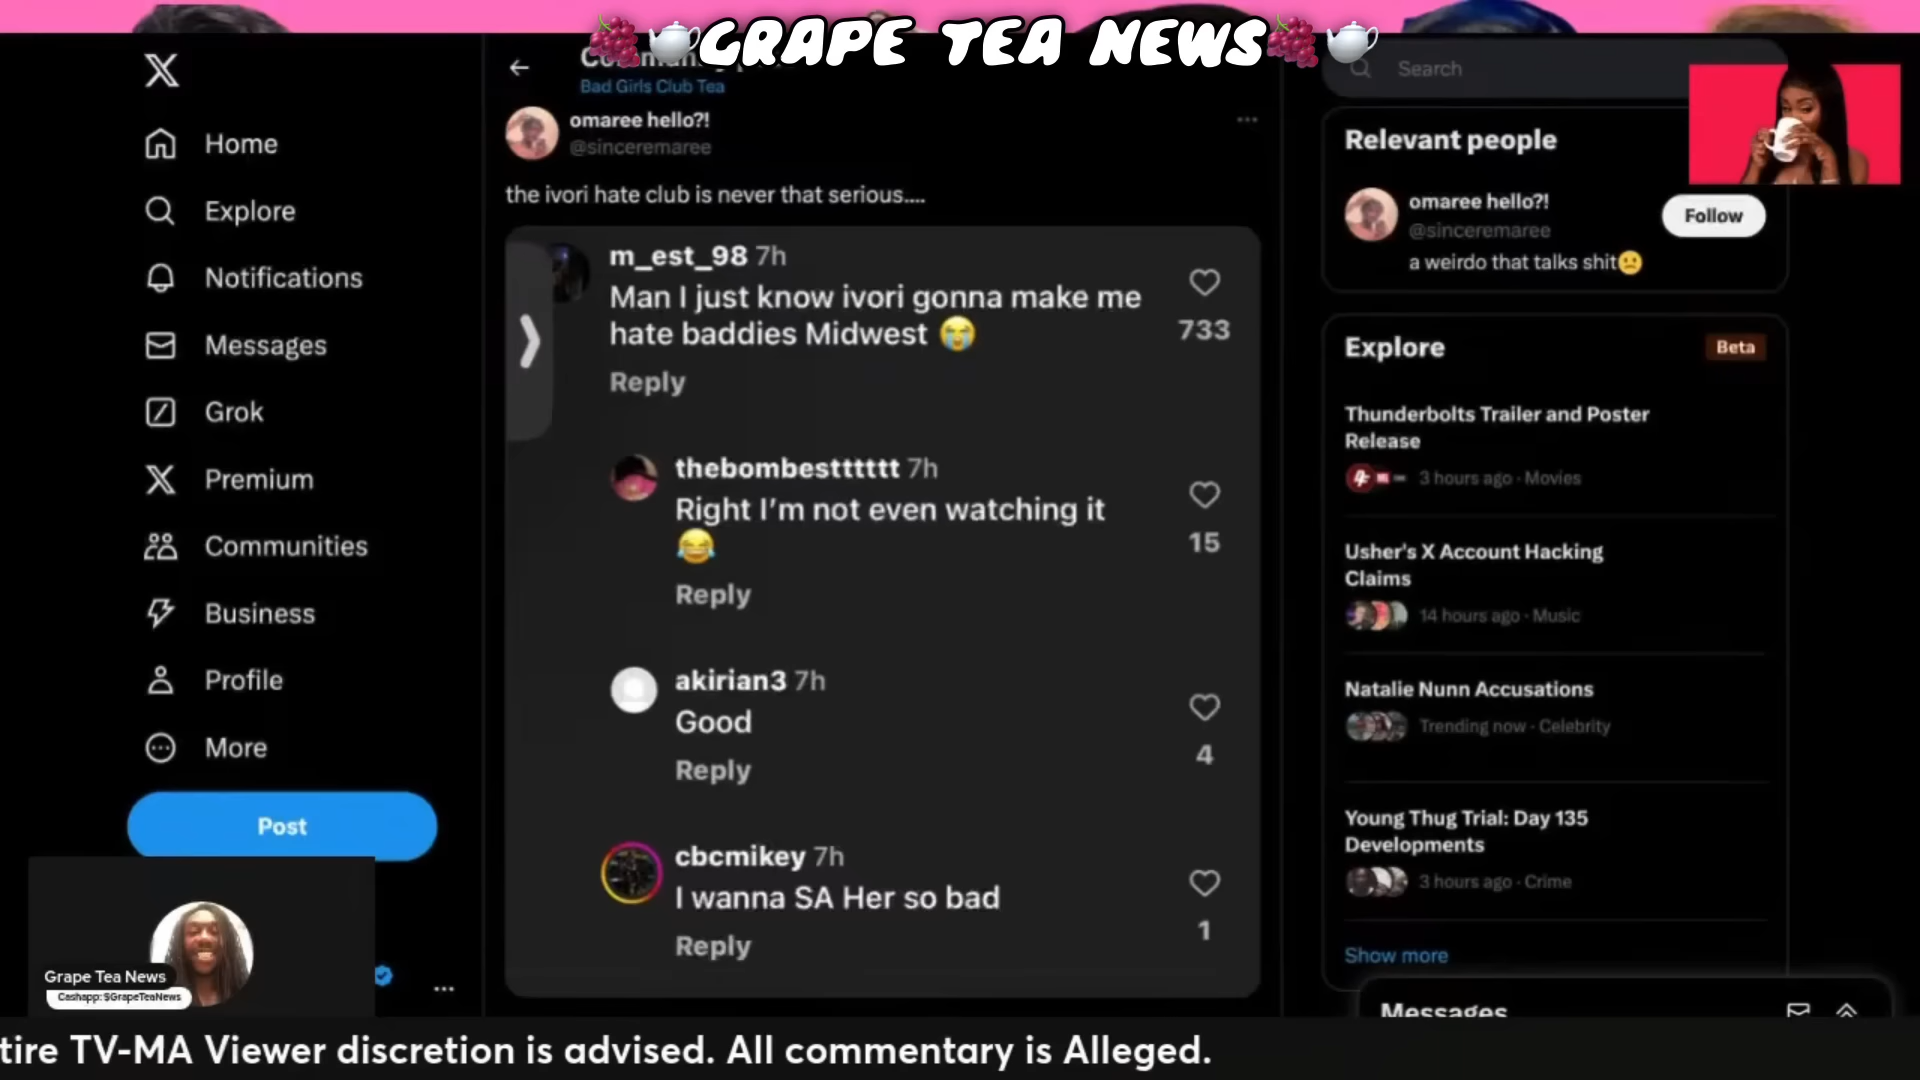 🍇🫖GRAPE TEA NEWS🍇🫖
Bad Girls Club Tea
omaree hello?!
@sinceremaree
the ivori hate club is never that serious....
m_est_98 7h
Man I just know ivori gonna make me
hate baddies Midwest 😭
733
Reply
thebombestttttt 7h
Right I'm not even watching it
😂
15
Reply
akirian3 7h
Good
4
Reply
cbcmikey 7h
I wanna SA Her so bad
1
Reply
Home
Explore
Notifications
Messages
Grok
Premium
Communities
Business
Profile
More
Post
Grape Tea News
Cashapp: $GrapeTeaNews
Search
Relevant people
omaree hello?!
@sinceremaree
Follow
a weirdo that talks shit😕
Explore
Beta
Thunderbolts Trailer and Poster
Release
3 hours ago · Movies
Usher's X Account Hacking
Claims
14 hours ago · Music
Natalie Nunn Accusations
Trending now · Celebrity
Young Thug Trial: Day 135
Developments
3 hours ago · Crime
Show more
Messages
tire TV-MA Viewer discretion is advised. All commentary is Alleged.